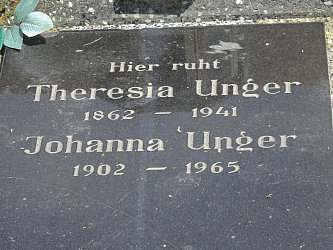 Hier ruht
Theresia Unger
1862 – 1941
Johanna Unger
1902 – 1965